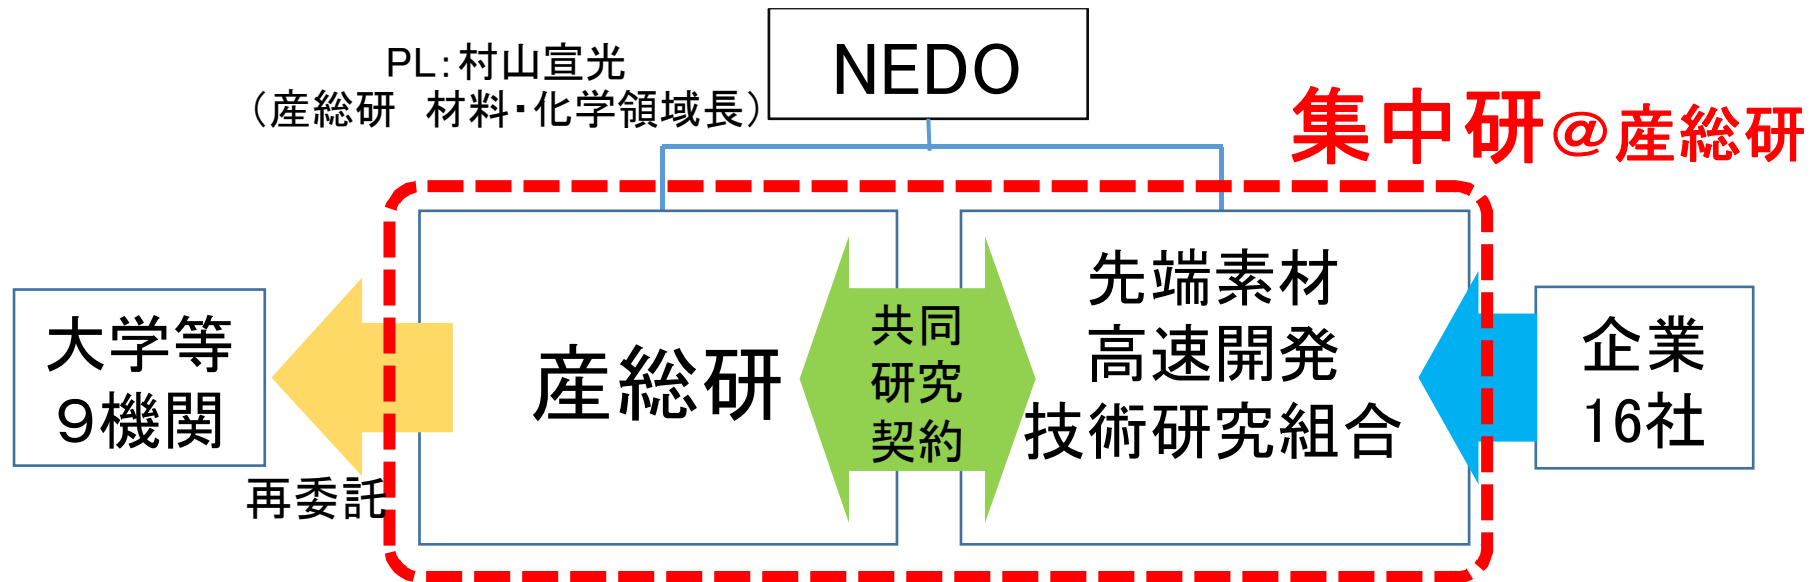 NEDO
PL：村山宣光
（産総研　材料・化学領域長）
集中研＠産総研
大学等
９機関
再委託
産総研
共同
研究
契約
先端素材
高速開発
技術研究組合
企業
16社